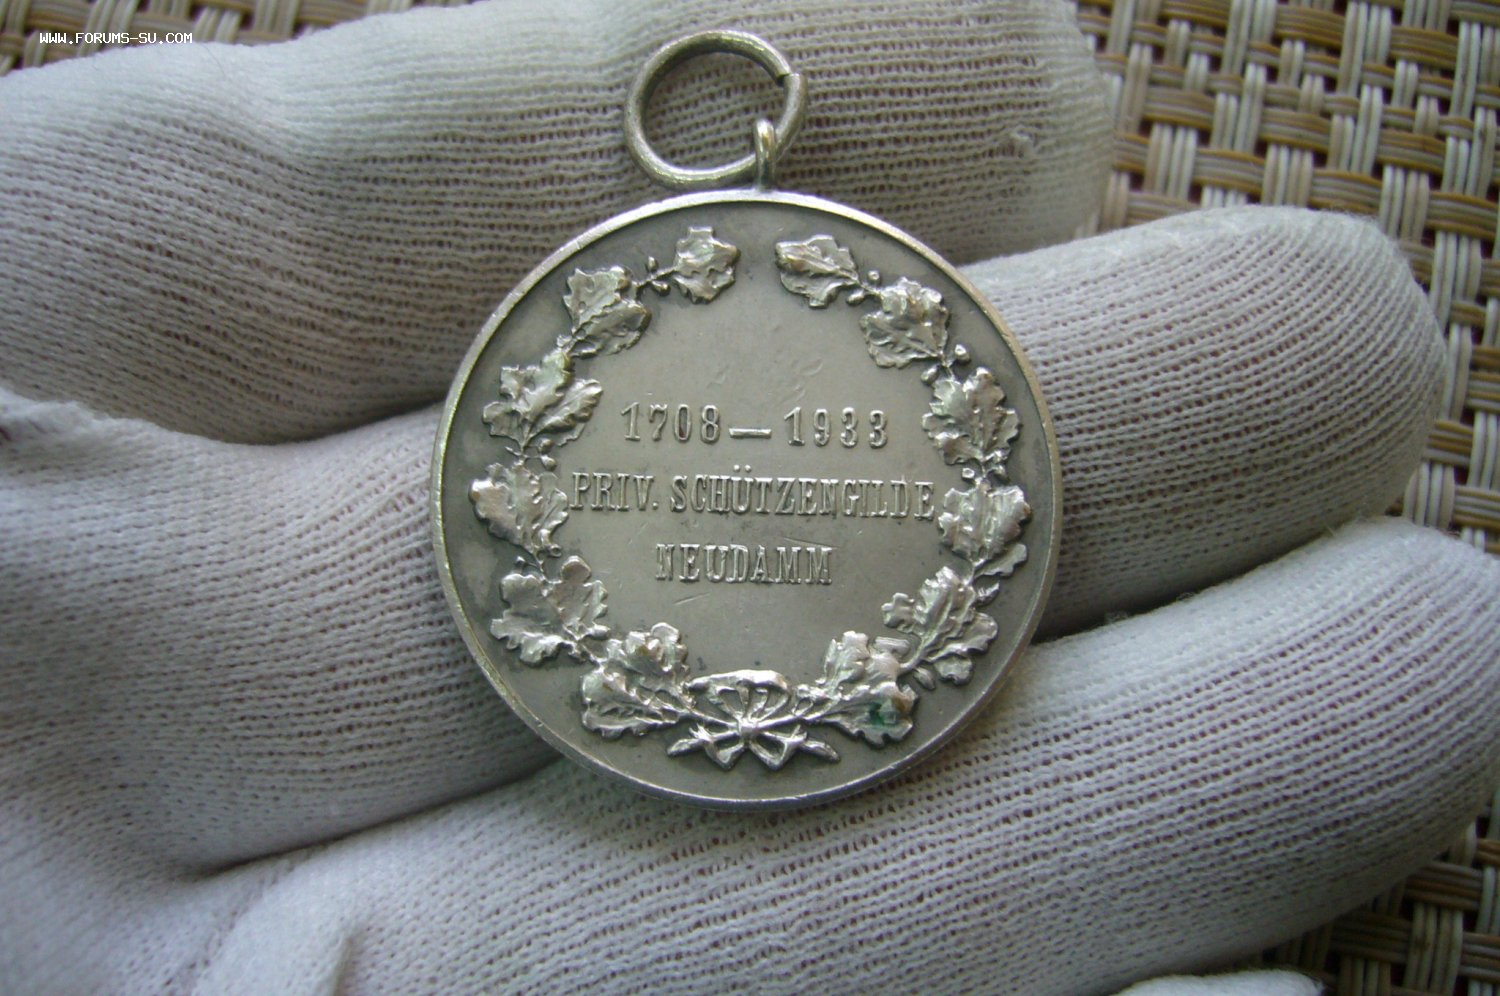 WWW.FORUMS-SU.COM
1708 — 1933
PRIV. SCHÜTZENGILDE
NEUDAMM